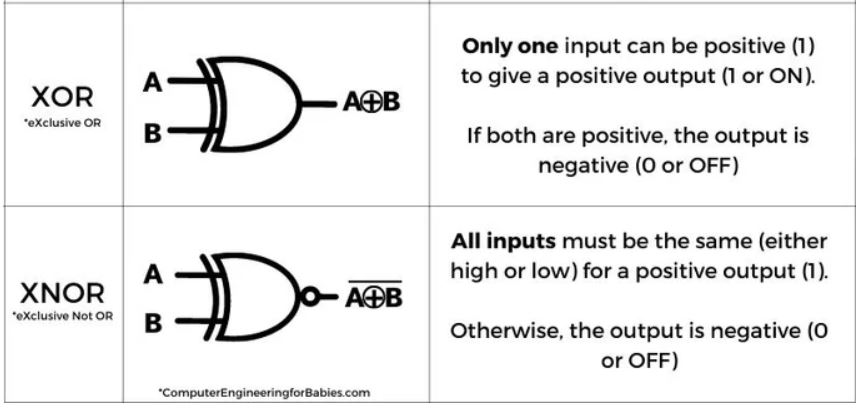 XOR
*eXclusive OR
A
B
A⊕B
Only one input can be positive (1)
to give a positive output (1 or ON).
If both are positive, the output is
negative (0 or OFF)
XNOR
*eXclusive Not OR
A
B
A̅⊕̅B̅
*ComputerEngineeringforBabies.com
All inputs must be the same (either
high or low) for a positive output (1).
Otherwise, the output is negative (0
or OFF)